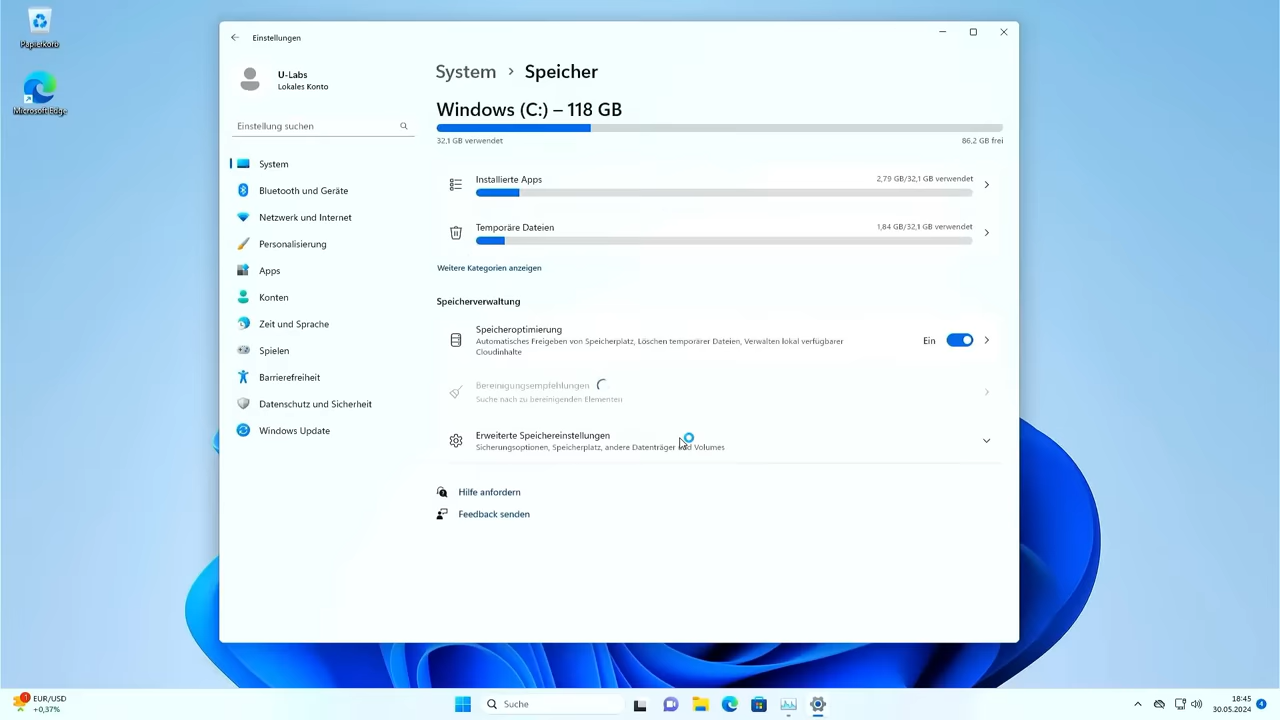 Papierkorb
Microsoft Edge
Einstellungen
U-Labs
Lokales Konto
Einstellung suchen
System
Bluetooth und Geräte
Netzwerk und Internet
Personalisierung
Apps
Konten
Zeit und Sprache
Spielen
Barrierefreiheit
Datenschutz und Sicherheit
Windows Update
System › Speicher
Windows (C:) – 118 GB
32,1 GB verwendet
86,2 GB frei
Installierte Apps
2,79 GB/32,1 GB verwendet
Temporäre Dateien
1,84 GB/32,1 GB verwendet
Weitere Kategorien anzeigen
Speicherverwaltung
Speicheroptimierung
Automatisches Freigeben von Speicherplatz, Löschen temporärer Dateien, Verwalten lokal verfügbarer
Cloudinhalte
Ein
Bereinigungsempfehlungen
Suche nach zu bereinigenden Elementen
Erweiterte Speichereinstellungen
Sicherungsoptionen, Speicherplatz, andere Datenträger und Volumes
Hilfe anfordern
Feedback senden
1
EUR/USD
+0,37%
Suche
18:45
30.05.2024
4